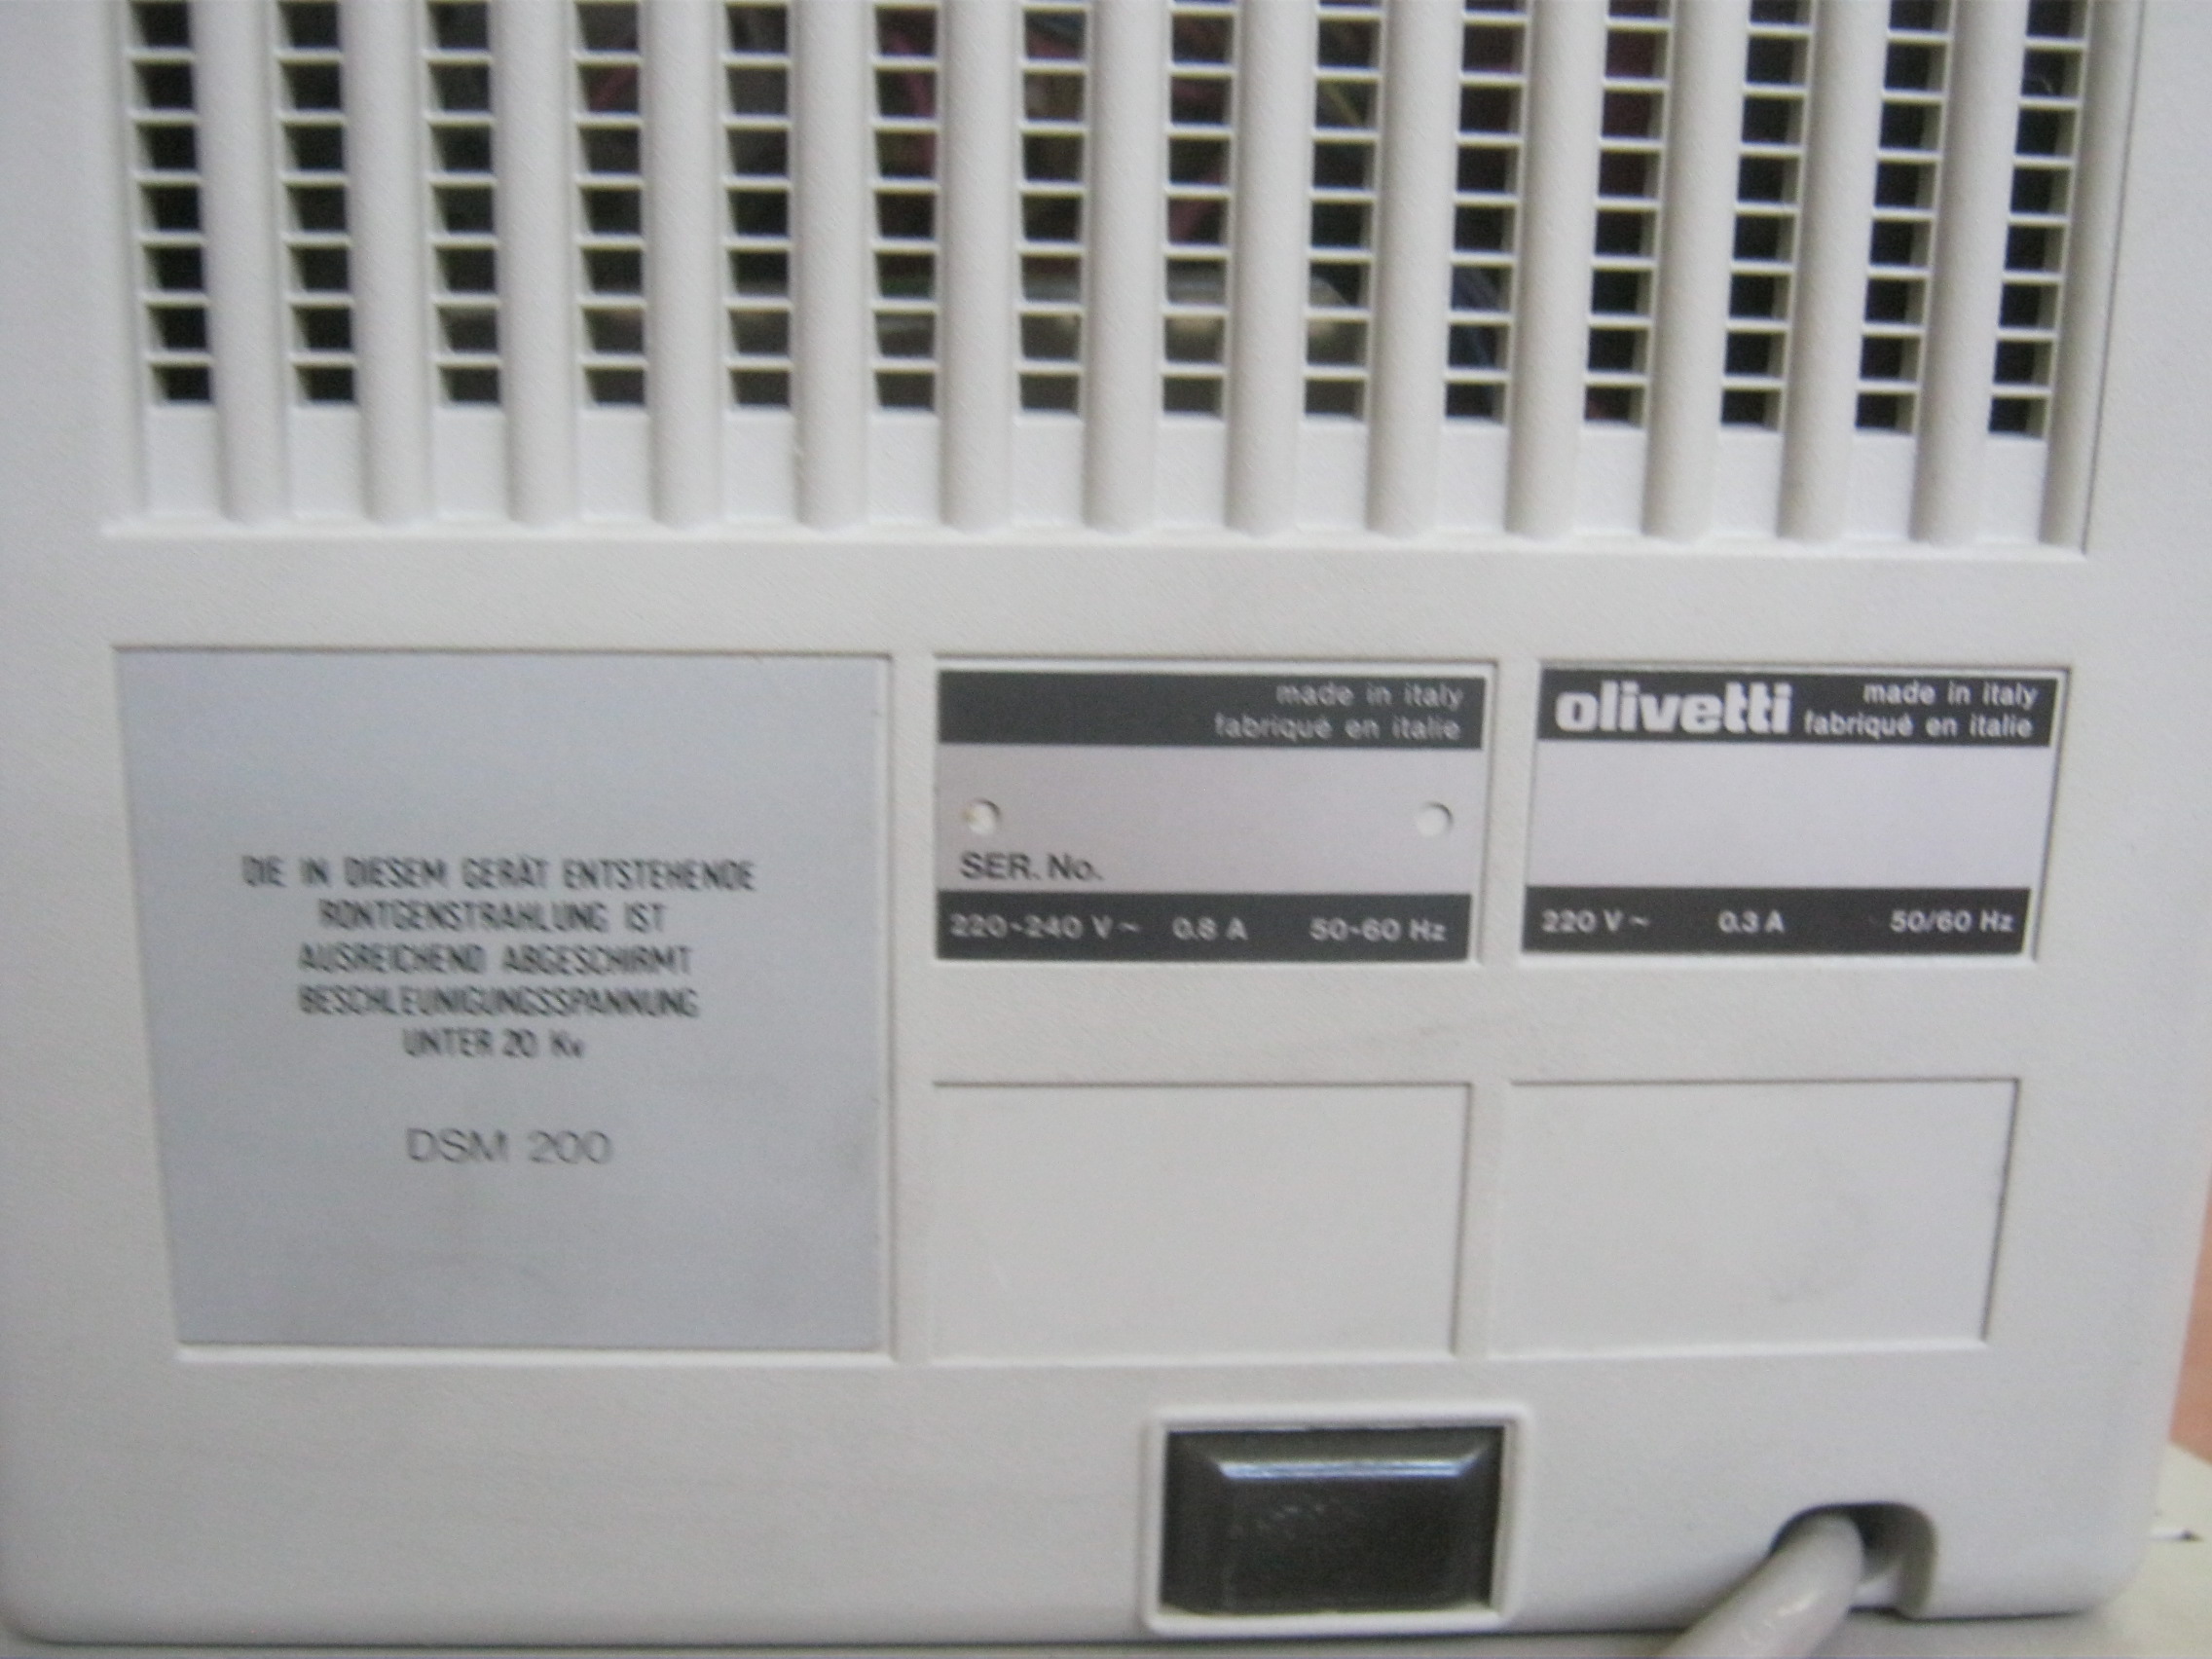 DIE IN DIESEM GERÄT ENTSTEHENDE
RÖNTGENSTRAHLUNG IST
AUSREICHEND ABGESCHIRMT
BESCHLEUNIGUNGSSPANNUNG
UNTER 20 Kv
DSM 200
made in italy
fabriqué en italie
SER. No.
220-240 V ~ 0.8 A 50-60 Hz
olivetti made in italy
fabriqué en italie
220 V ~ 0.3 A 50/60 Hz